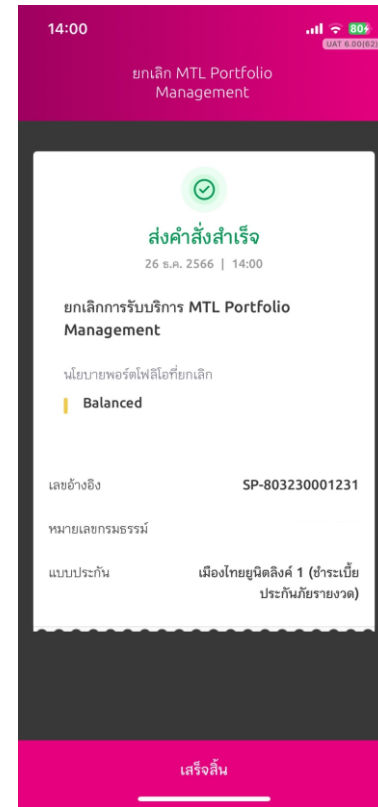 14:00
80
UAT 6.00(62)
ยกเลิก MTL Portfolio
Management
ส่งคำสั่งสำเร็จ
26 ธ.ค. 2566 | 14:00
ยกเลิกการรับบริการ MTL Portfolio
Management
นโยบายพอร์ตโฟลิโอที่ยกเลิก
Balanced
เลขอ้างอิง SP-803230001231
หมายเลขกรมธรรม์
แบบประกัน เมืองไทยยูนิตลิงค์ 1 (ชำระเบี้ย
ประกันภัยรายงวด)
เสร็จสิ้น